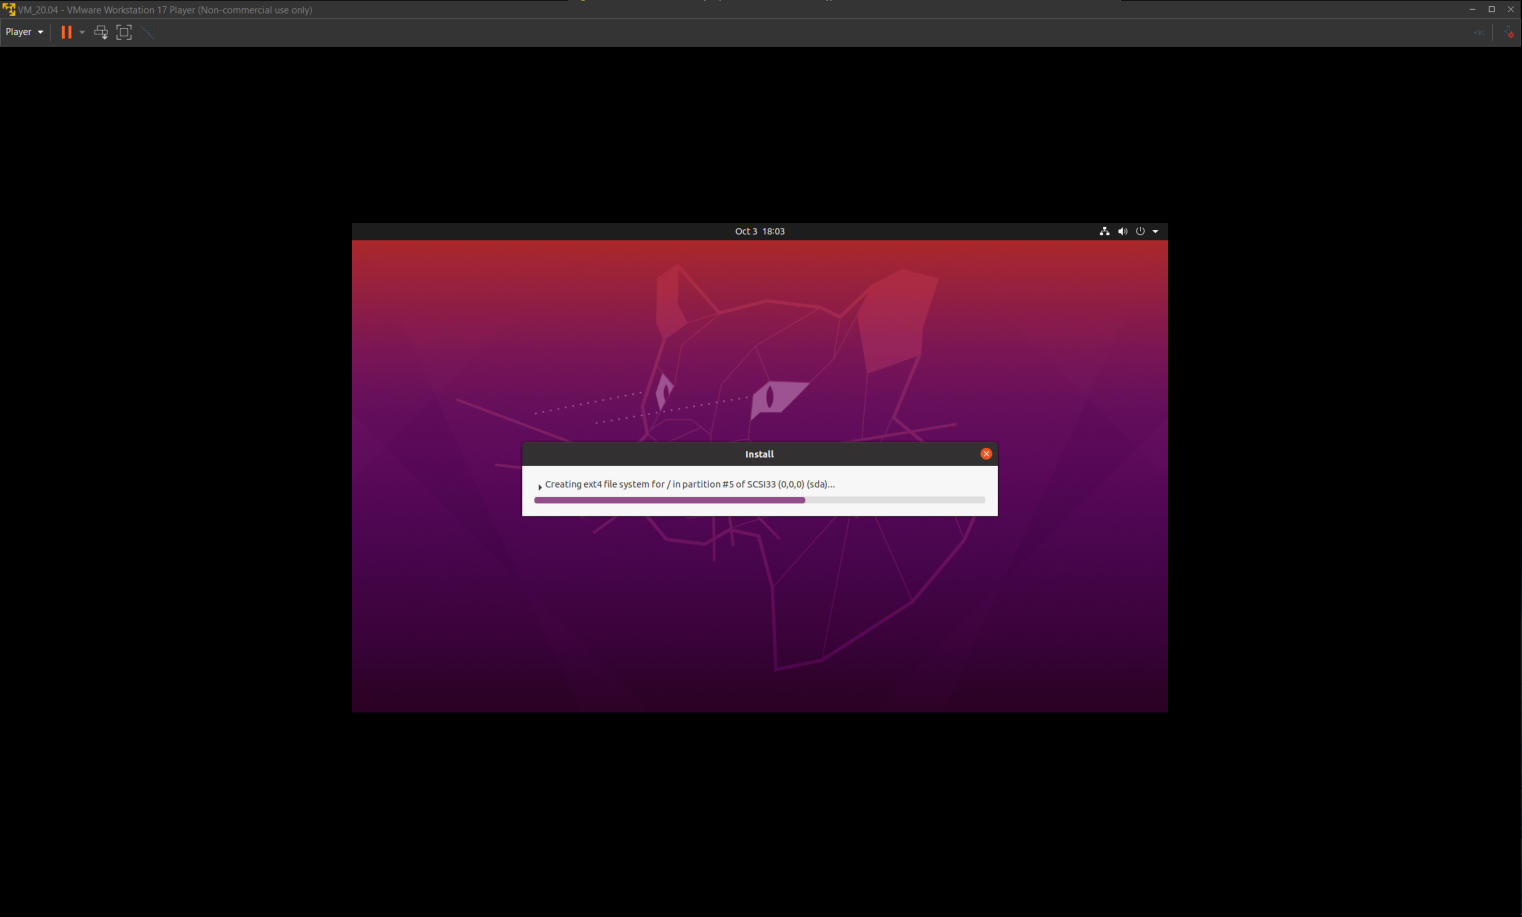 VM_20.04 - VMware Workstation 17 Player (Non-commercial use only)
Player
Oct 3 18:03
Install
Creating ext4 file system for / in partition #5 of SCSI33 (0,0,0) (sda)...